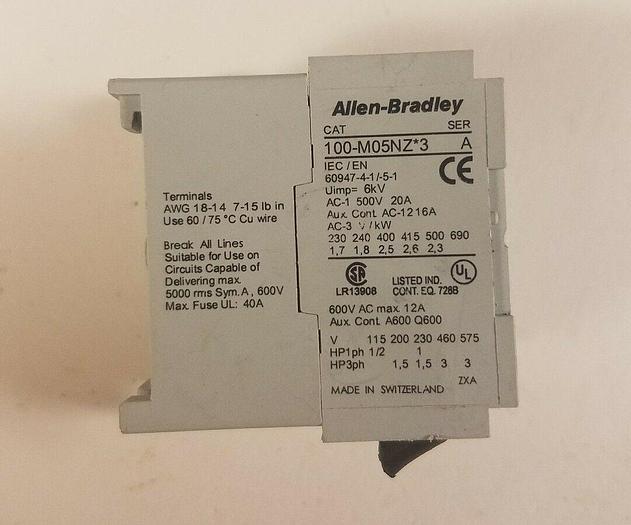 Allen-Bradley
CAT SER
100-M05NZ*3 A
IEC / EN
60947-4-1/-5-1
CE
Uimp= 6kV
AC-1 500V 20A
Aux. Cont. AC-12 16A
AC-3 V / kW
230 240 400 415 500 690
1,7 1,8 2,5 2,6 2,3
SA
LR13908
LISTED IND.
CONT. EQ. 728B
UL
600V AC max. 12A
Aux. Cont. A600 Q600
V 115 200 230 460 575
HP1ph 1/2 1
HP3ph 1,5 1,5 3 3
ZXA
MADE IN SWITZERLAND
Terminals
AWG 18-14 7-15 lb in
Use 60 / 75 °C Cu wire
Break All Lines
Suitable for Use on
Circuits Capable of
Delivering max.
5000 rms Sym. A , 600V
Max. Fuse UL: 40A